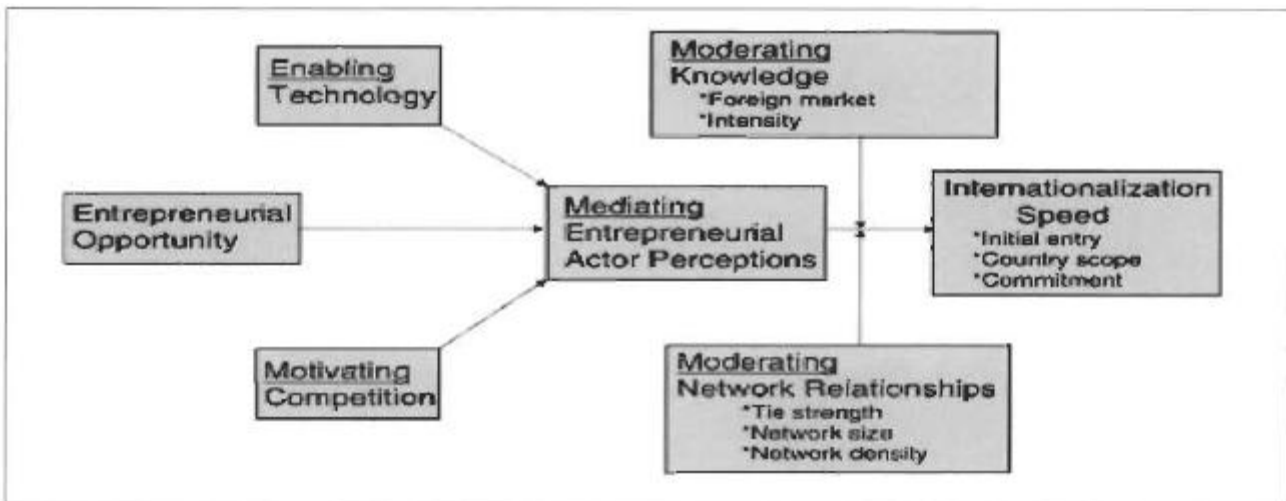 Enabling
Technology
Entrepreneurial
Opportunity
Motivating
Competition
Mediating
Entrepreneurial
Actor Perceptions
Moderating
Knowledge
*Foreign market
*Intensity
Internationalization
Speed
*Initial entry
*Country scope
*Commitment
Moderating
Network Relationships
*Tie strength
*Network size
*Network density